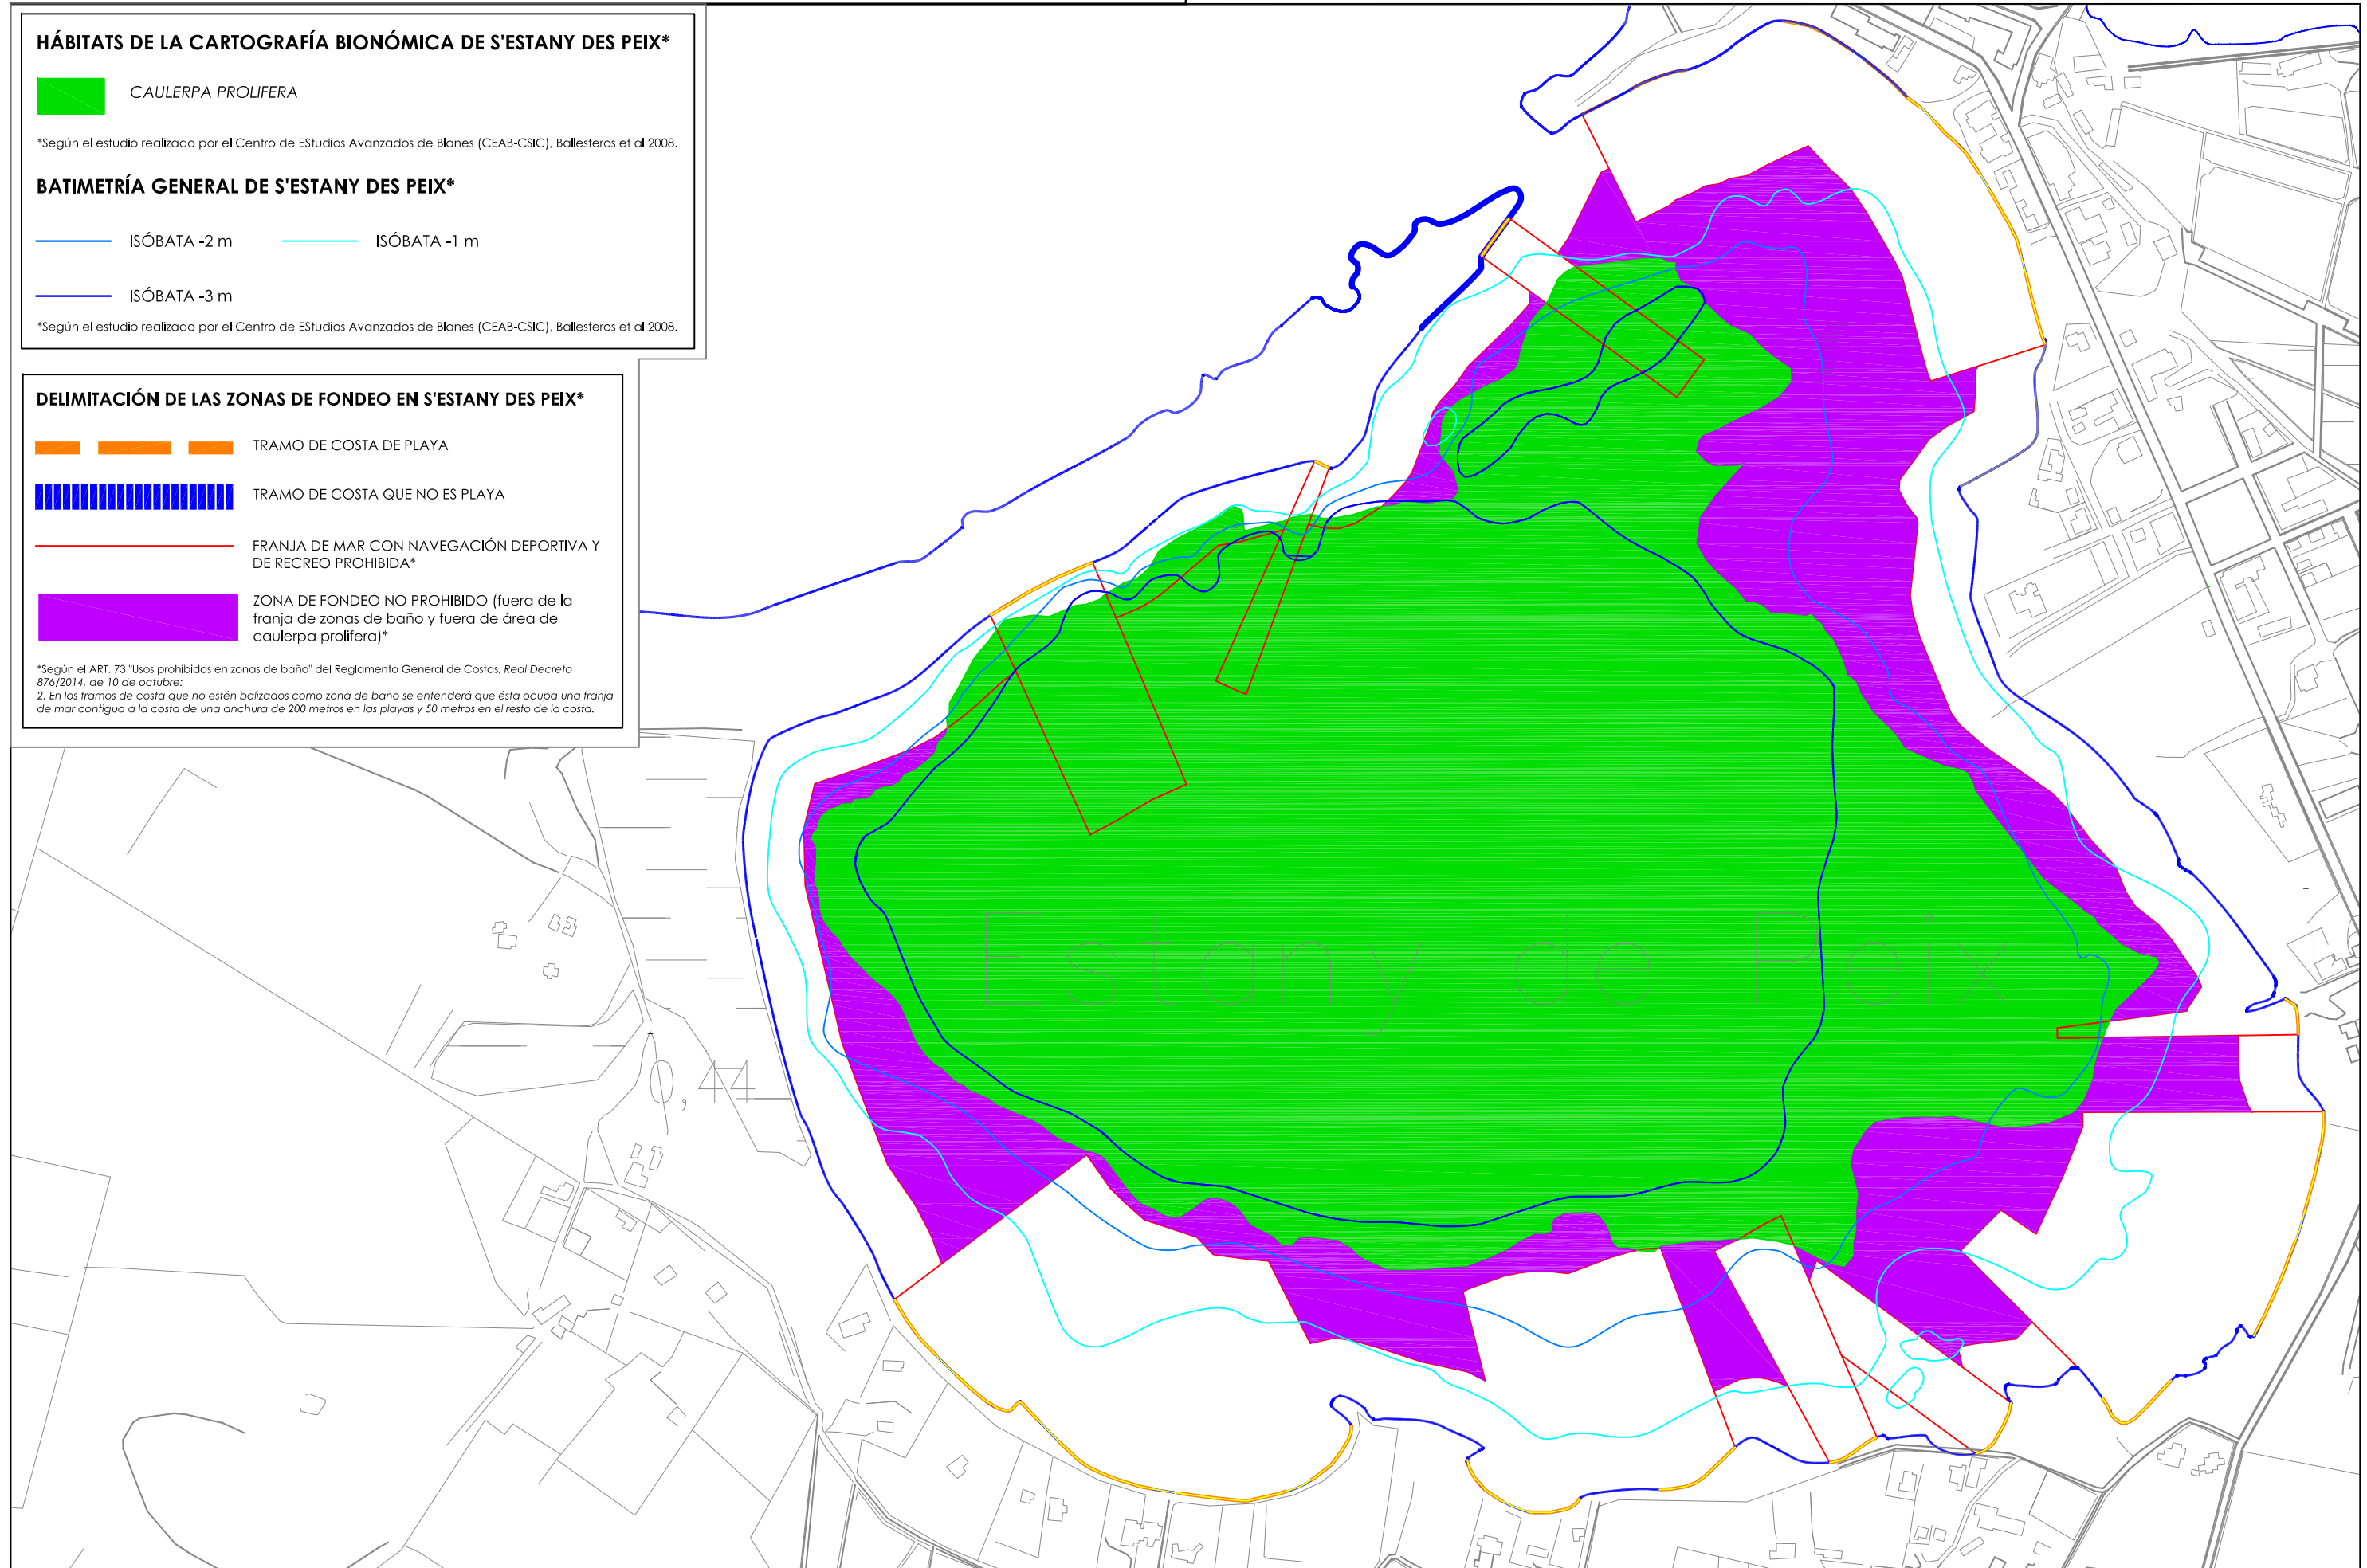 HÁBITATS DE LA CARTOGRAFÍA BIONÓMICA DE S'ESTANY DES PEIX*
CAULERPA PROLIFERA
*Según el estudio realizado por el Centro de EStudios Avanzados de Blanes (CEAB-CSIC), Ballesteros et al 2008.
BATIMETRÍA GENERAL DE S'ESTANY DES PEIX*
ISÓBATA -2 m
ISÓBATA -1 m
ISÓBATA -3 m
*Según el estudio realizado por el Centro de EStudios Avanzados de Blanes (CEAB-CSIC), Ballesteros et al 2008.
DELIMITACIÓN DE LAS ZONAS DE FONDEO EN S'ESTANY DES PEIX*
TRAMO DE COSTA DE PLAYA
TRAMO DE COSTA QUE NO ES PLAYA
FRANJA DE MAR CON NAVEGACIÓN DEPORTIVA Y
DE RECREO PROHIBIDA*
ZONA DE FONDEO NO PROHIBIDO (fuera de la
franja de zonas de baño y fuera de área de
caulerpa prolifera)*
*Según el ART. 73 "Usos prohibidos en zonas de baño" del Reglamento General de Costas, Real Decreto
876/2014, de 10 de octubre:
2. En los tramos de costa que no estén balizados como zona de baño se entenderá que ésta ocupa una franja
de mar contigua a la costa de una anchura de 200 metros en las playas y 50 metros en el resto de la costa.
Estany do Peix
0,44